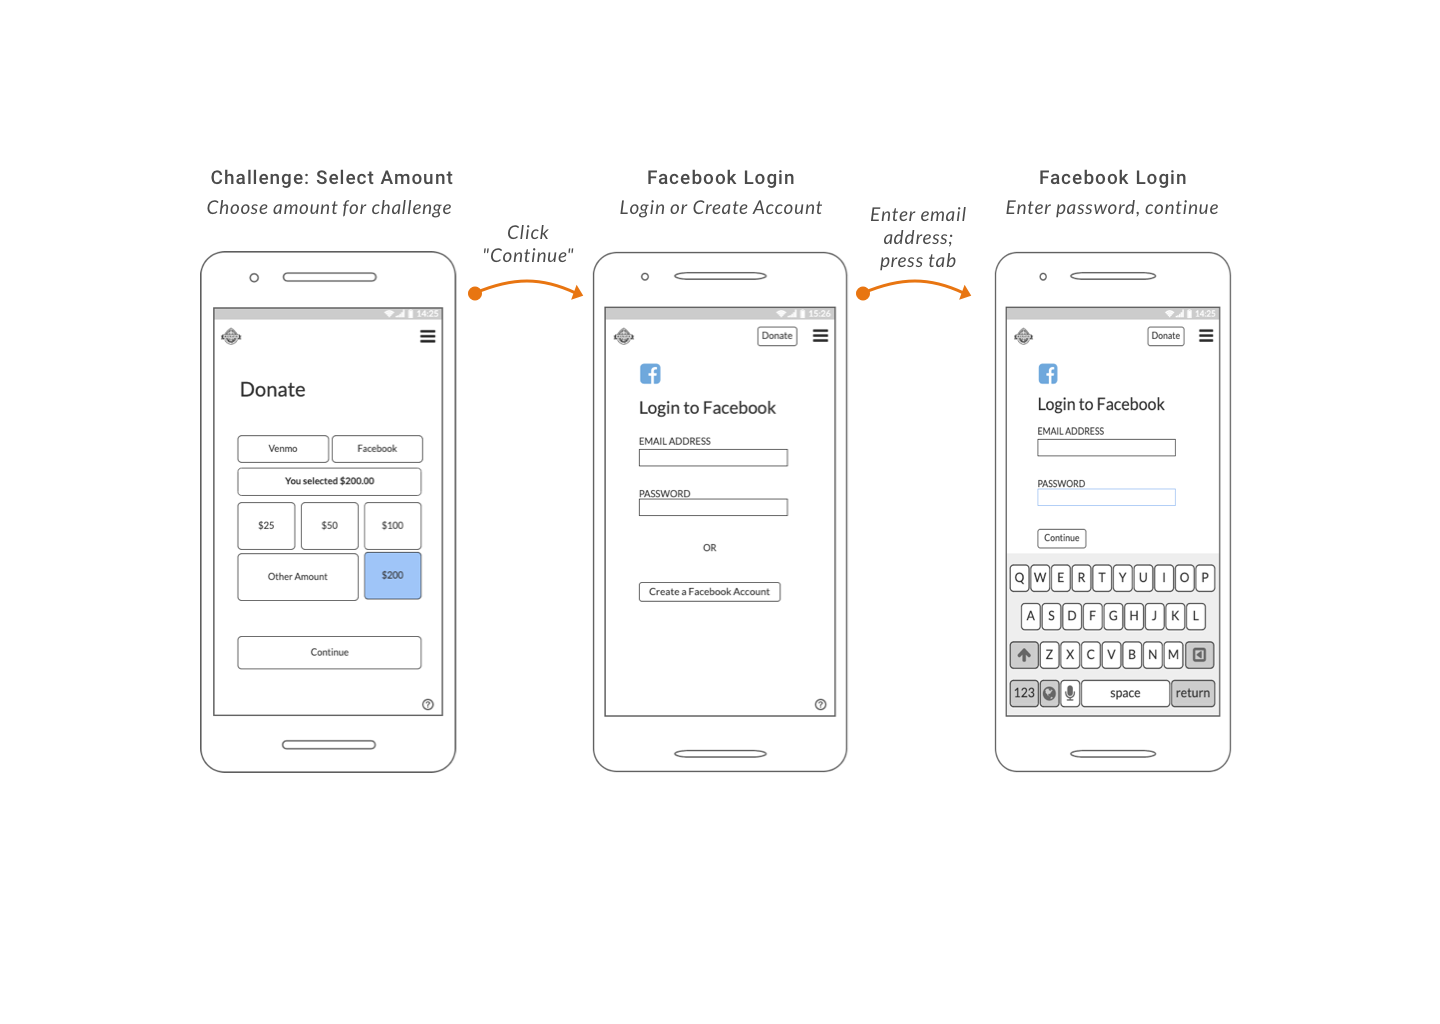 Challenge: Select Amount
Choose amount for challenge
Click
"Continue"
Facebook Login
Login or Create Account
Enter email
address;
press tab
Facebook Login
Enter password, continue
14:25
Donate
Venmo
Facebook
You selected $200.00
$25
$50
$100
Other Amount
$200
Continue
?
15:26
Donate
f
Login to Facebook
EMAIL ADDRESS
PASSWORD
OR
Create a Facebook Account
?
14:25
Donate
f
Login to Facebook
EMAIL ADDRESS
PASSWORD
Continue
Q W E R T Y U I O P
A S D F G H J K L
Z X C V B N M
123 space return